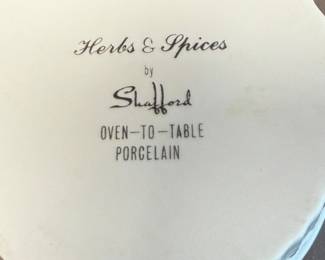 Herbs & Spices
by
Shafford
OVEN-TO-TABLE
PORCELAIN